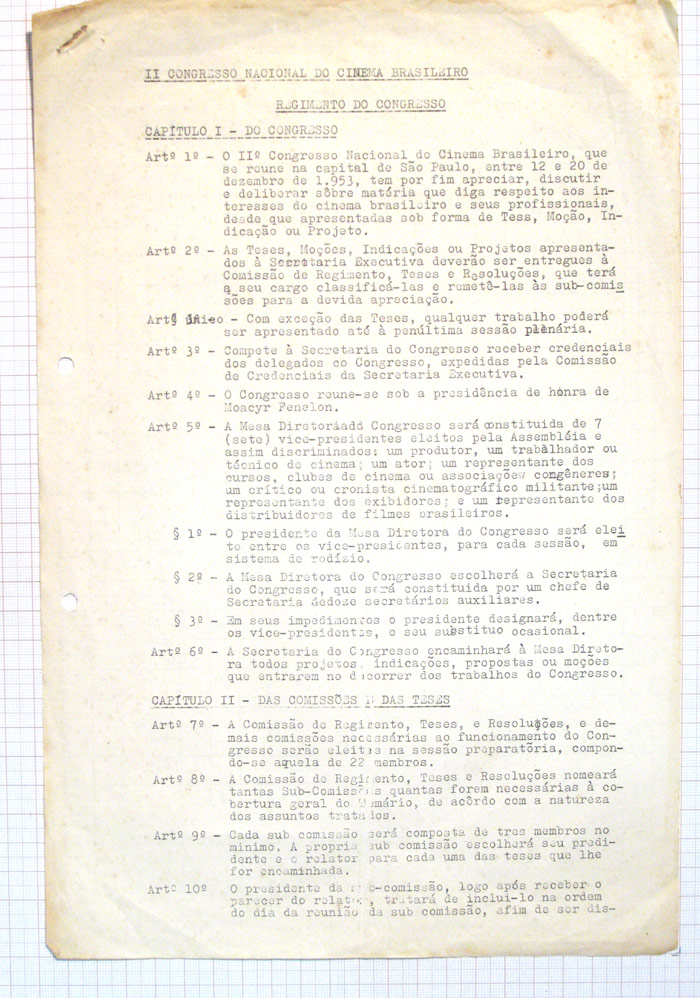 II CONGRESSO NACIONAL DO CINEMA BRASILEIRO
REGIMENTO DO CONGRESSO
CAPÍTULO I - DO CONGRESSO
Artº 1º - O IIº Congresso Nacional do Cinema Brasileiro, que
se reune na capital de São Paulo, entre 12 e 20 de
dezembro de 1.953, tem por fim apreciar, discutir
e deliberar sôbre matéria que diga respeito aos in-
teresses do cinema brasileiro e seus profissionais,
desde que apresentadas sob forma de Tess, Moção, In-
dicação ou Projeto.
Artº 2º - As Teses, Moções, Indicações ou Projetos apresenta-
dos à Secretaria Executiva deverão ser entregues à
Comissão de Regimento, Teses e Resoluções, que terá
a seu cargo classificá-las e remetê-las às sub-comis
sões para a devida apreciação.
§ único - Com exceção das Teses, qualquer trabalho poderá
ser apresentado até à penúltima sessão plenária.
Artº 3º - Compete à Secretaria do Congresso receber credenciais
dos delegados co Congresso, expedidas pela Comissão
de Credenciais da Secretaria Executiva.
Artº 4º - O Congresso reune-se sob a presidência de honra de
Moacyr Fenelon.
Artº 5º - A Mesa Diretoraadd Congresso será constituida de 7
(sete) vice-presidentes eleitos pela Assembléia e
assim discriminados: um produtor, um trabalhador ou
técnico de cinema; um ator; um representante dos
cursos, clubes de cinema ou associações congêneres;
um crítico ou cronista cinematográfico militante;um
representante dos exibidores; e um representante dos
distribuidores de filmes brasileiros.
§ 1º - O presidente da Mesa Diretora do Congresso será elei
to entre os vice-presidentes, para cada sessão, em
sistema de rodízio.
§ 2º - A Mesa Diretora do Congresso escolherá a Secretaria
do Congresso, que será constituida por um chefe de
Secretaria dedoze secretários auxiliares.
§ 3º - Em seus impedimentos o presidente designará, dentre
os vice-presidentes, o seu substituo ocasional.
Artº 6º - A Secretaria do Congresso encaminhará à Mesa Direto-
ra todos projetos, indicações, propostas ou moções
que entrarem no decorrer dos trabalhos do Congresso.
CAPÍTULO II - DAS COMISSÕES E DAS TESES
Artº 7º - A Comissão de Regimento, Teses, e Resoluções, e de-
mais comissões necessárias ao funcionamento do Con-
gresso serão eleitas na sessão preparatória, compon-
do-se aquela de 22 membros.
Artº 8º - A Comissão de Regimento, Teses e Resoluções nomeará
tantas Sub-Comissões quantas forem necessárias à co-
bertura geral do Temário, de acôrdo com a natureza
dos assuntos tratados.
Artº 9º - Cada sub comissão será composta de tres membros no
mínimo. A propria sub comissão escolherá seu predi-
dente e o relator para cada uma das teses que lhe
for encaminhada.
Artº 10º O presidente da sub-comissão, logo após receber o
parecer do relator, tratará de inclui-lo na ordem
do dia da reunião da sub comissão, afim de ser dis-